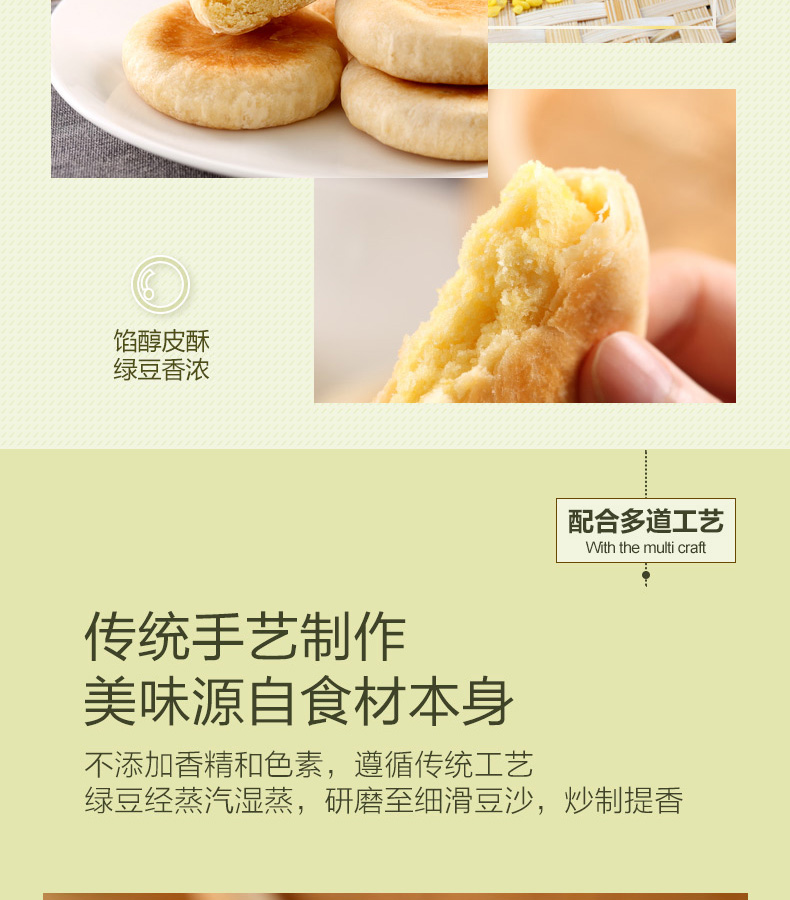 馅醇皮酥
绿豆香浓
配合多道工艺
With the multi craft
传统手艺制作
美味源自食材本身
不添加香精和色素，遵循传统工艺
绿豆经蒸汽湿蒸，研磨至细滑豆沙，炒制提香